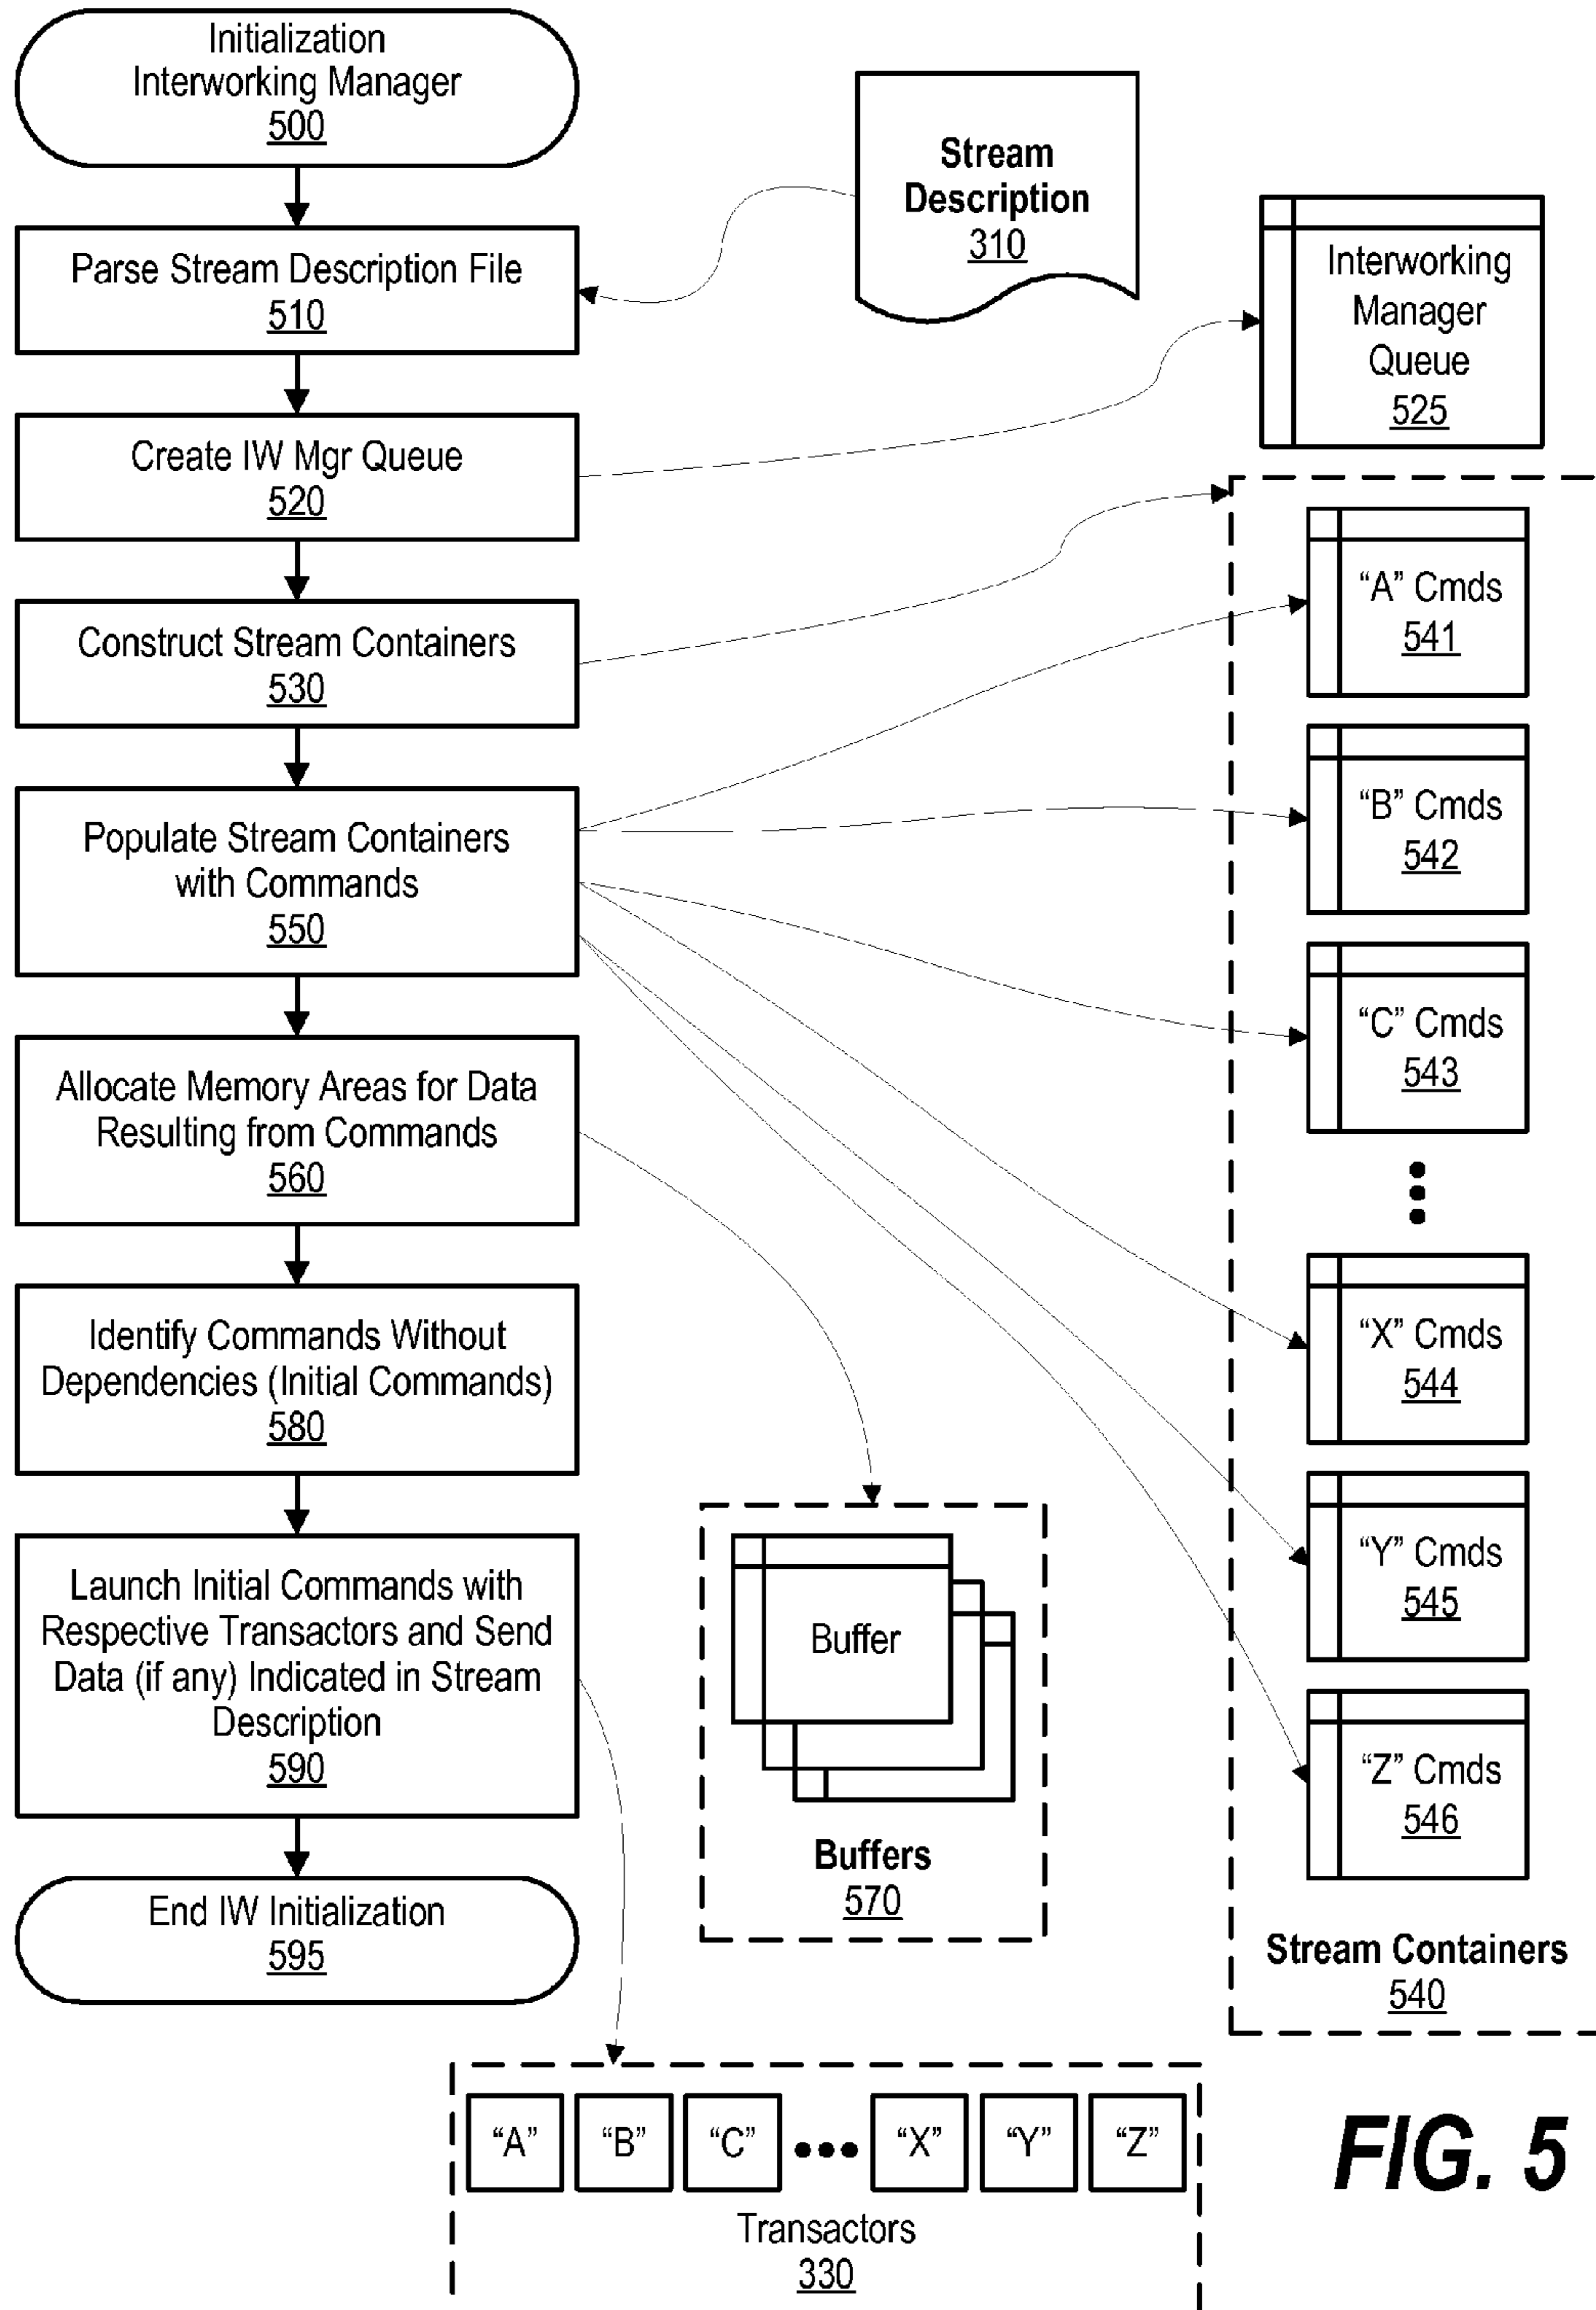 Initialization
Interworking Manager
500
Parse Stream Description File
510
Create IW Mgr Queue
520
Construct Stream Containers
530
Populate Stream Containers
with Commands
550
Allocate Memory Areas for Data
Resulting from Commands
560
Identify Commands Without
Dependencies (Initial Commands)
580
Launch Initial Commands with
Respective Transactors and Send
Data (if any) Indicated in Stream
Description
590
End IW Initialization
595
Stream
Description
310
Interworking
Manager
Queue
525
“A” Cmds
541
“B” Cmds
542
“C” Cmds
543
“X” Cmds
544
“Y” Cmds
545
“Z” Cmds
546
Stream Containers
540
Buffer
Buffers
570
“A” “B” “C” ••• “X” “Y” “Z”
Transactors
330
FIG. 5